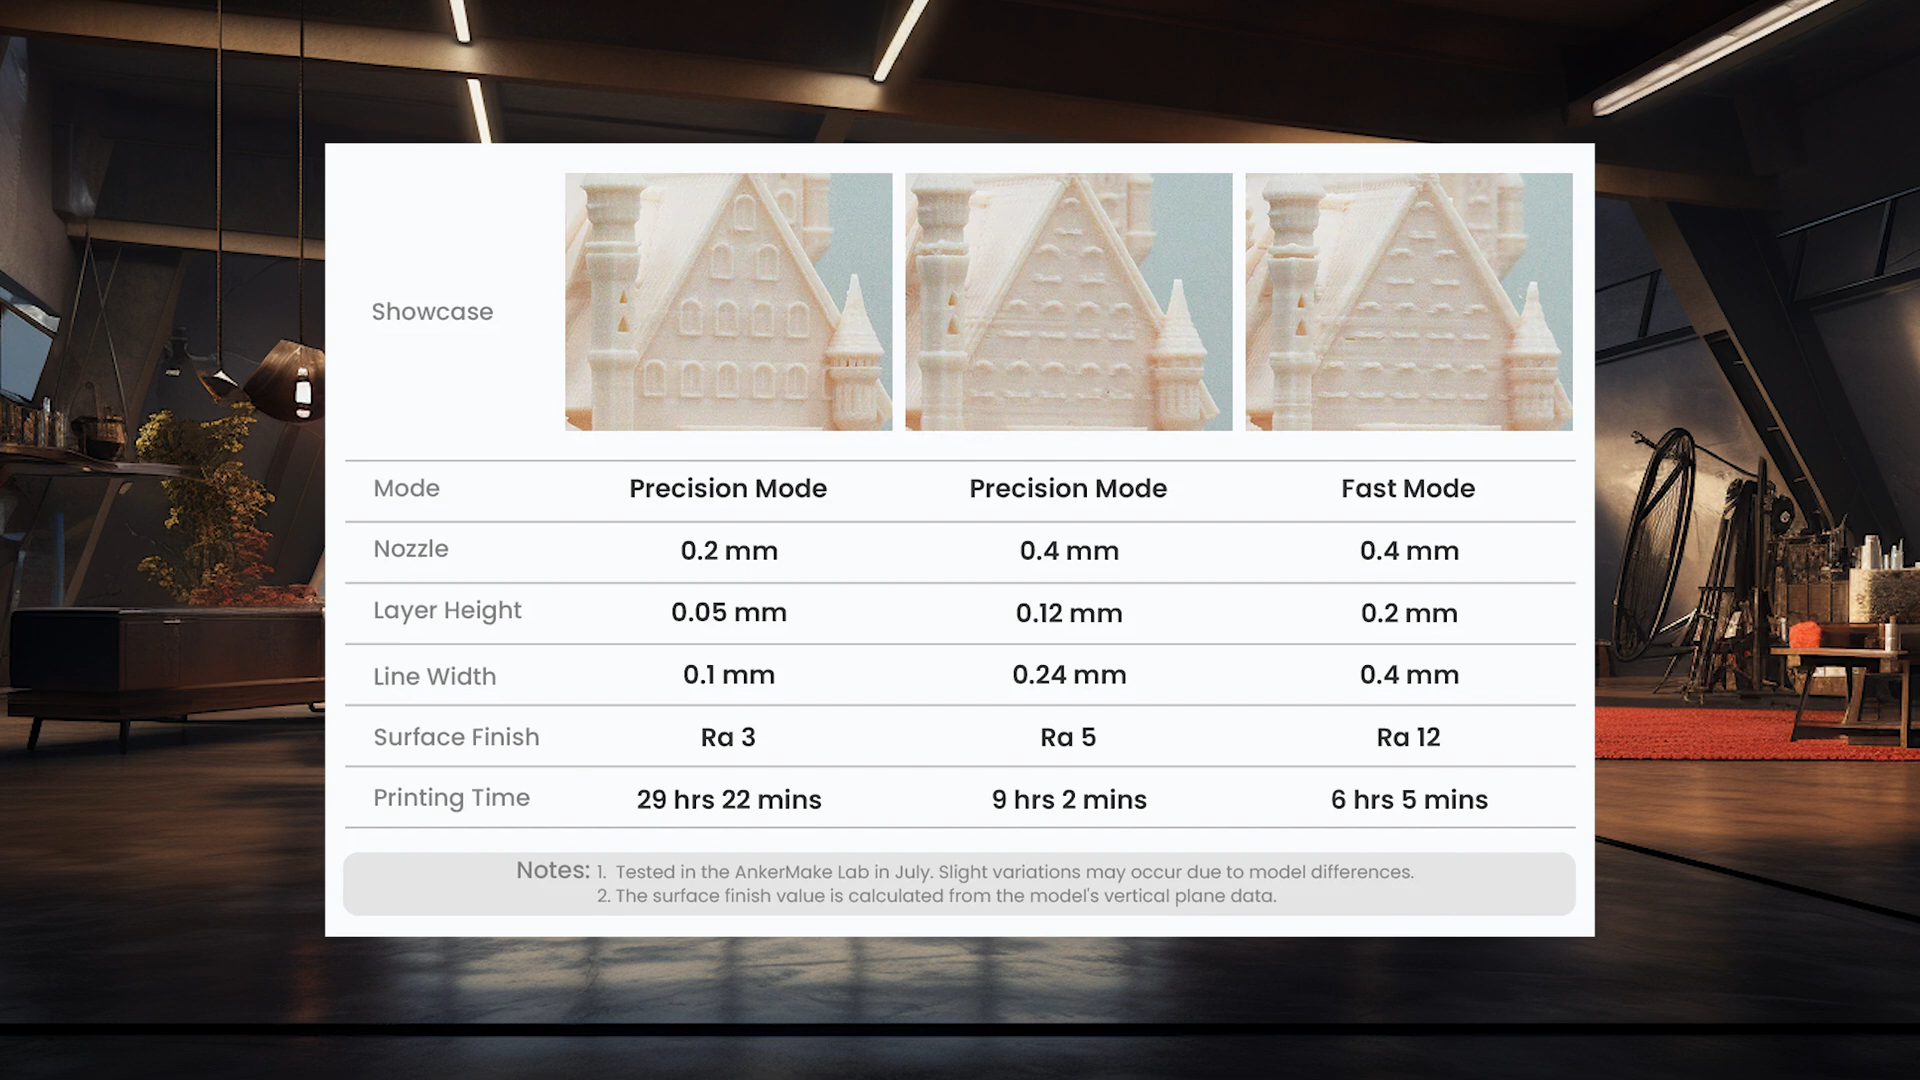 Showcase
Mode Precision Mode Precision Mode Fast Mode
Nozzle 0.2 mm 0.4 mm 0.4 mm
Layer Height 0.05 mm 0.12 mm 0.2 mm
Line Width 0.1 mm 0.24 mm 0.4 mm
Surface Finish Ra 3 Ra 5 Ra 12
Printing Time 29 hrs 22 mins 9 hrs 2 mins 6 hrs 5 mins
Notes: 1. Tested in the AnkerMake Lab in July. Slight variations may occur due to model differences.
2. The surface finish value is calculated from the model's vertical plane data.